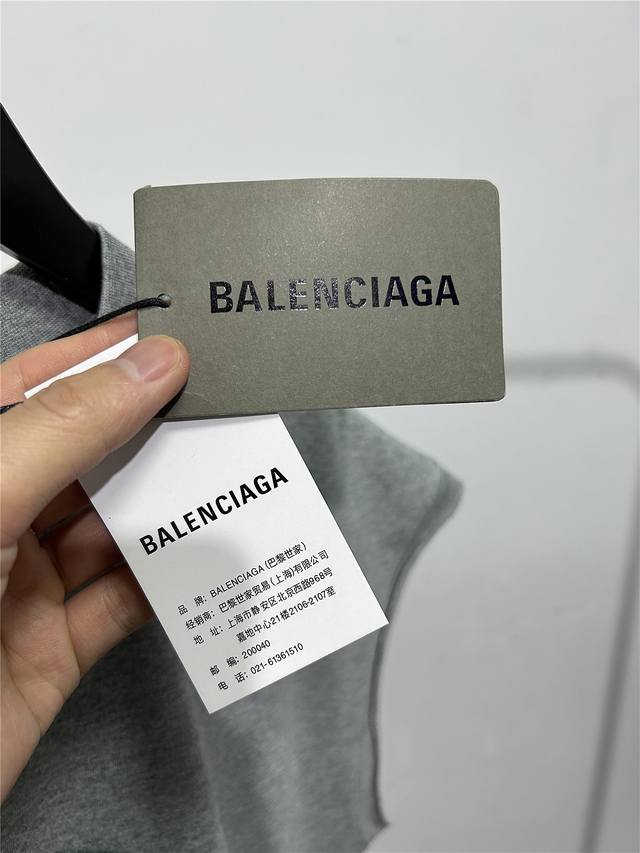 BALENCIAGA
BALENCIAGA
品 牌: BALENCIAGA (巴黎世家)
经销商: 巴黎世家贸易(上海)有限公司
地 址: 上海市静安区北京西路968号
嘉地中心21楼2106-2107室
邮 编: 200040
电 话: 021-61361510